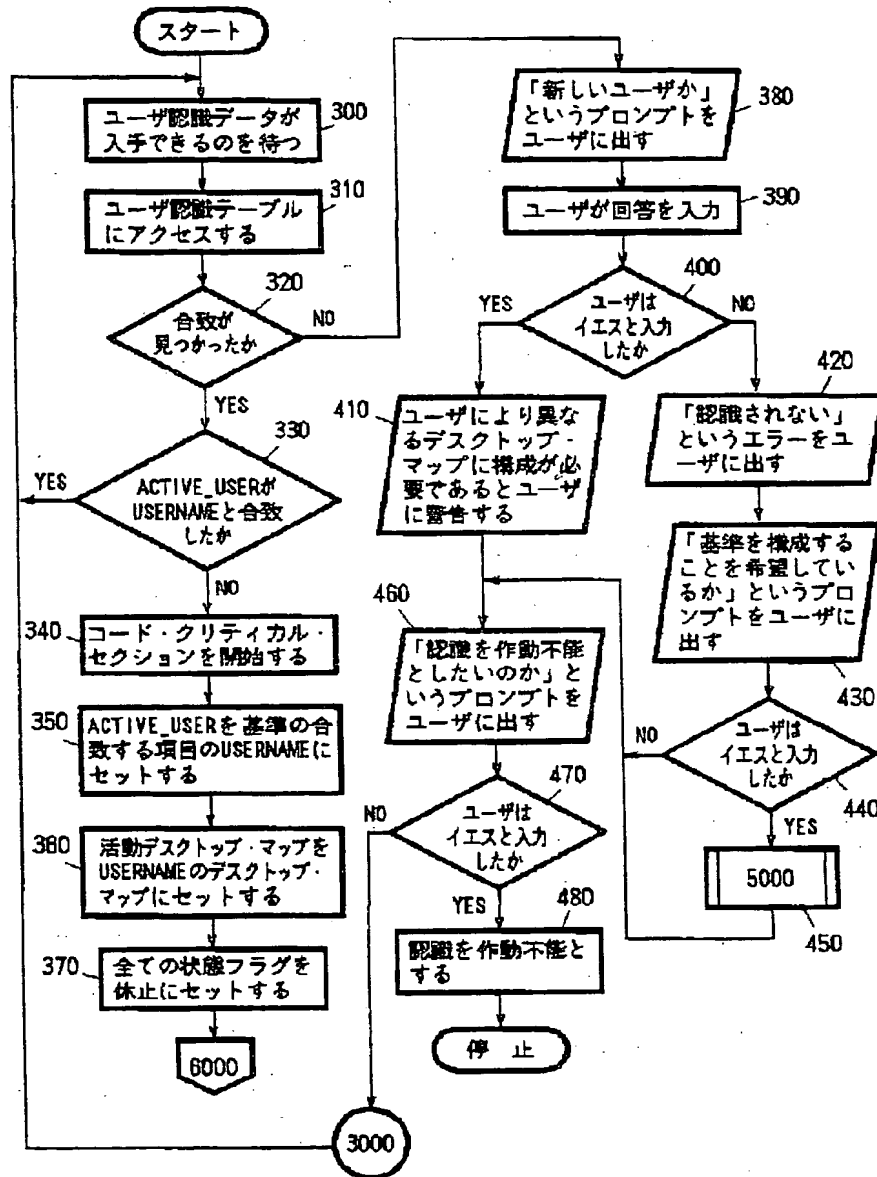 スタート
ユーザ認識データが
入手できるのを待つ
300
ユーザ認識テーブル
にアクセスする
310
合致が
見つかったか
320
NO
YES
ACTIVE_USERが
USERNAMEと合致
したか
330
YES
NO
340
コード・クリティカル・
セクションを開始する
350
ACTIVE_USERを基準の合
致する項目のUSERNAMEに
セットする
380
活動デスクトップ・マップを
USERNAMEのデスクトップ・
マップにセットする
370
全ての状態フラグを
休止にセットする
6000
「新しいユーザか」
というプロンプトを
ユーザに出す
380
ユーザが回答を入力
390
ユーザは
イエスと入力
したか
400
YES
NO
410
ユーザにより異な
るデスクトップ・
マップに構成が必
要であるとユーザ
に警告する
420
「認識されない」
というエラーをユ
ーザに出す
「基準を構成する
ことを希望してい
るか」というプロ
ンプトをユーザに
出す
430
ユーザは
イエスと入力
したか
440
NO
YES
5000
450
460
「認識を作動不能
としたいのか」と
いうプロンプトを
ユーザに出す
ユーザは
イエスと入力
したか
470
NO
YES
480
認識を作動不能と
する
停 止
3000